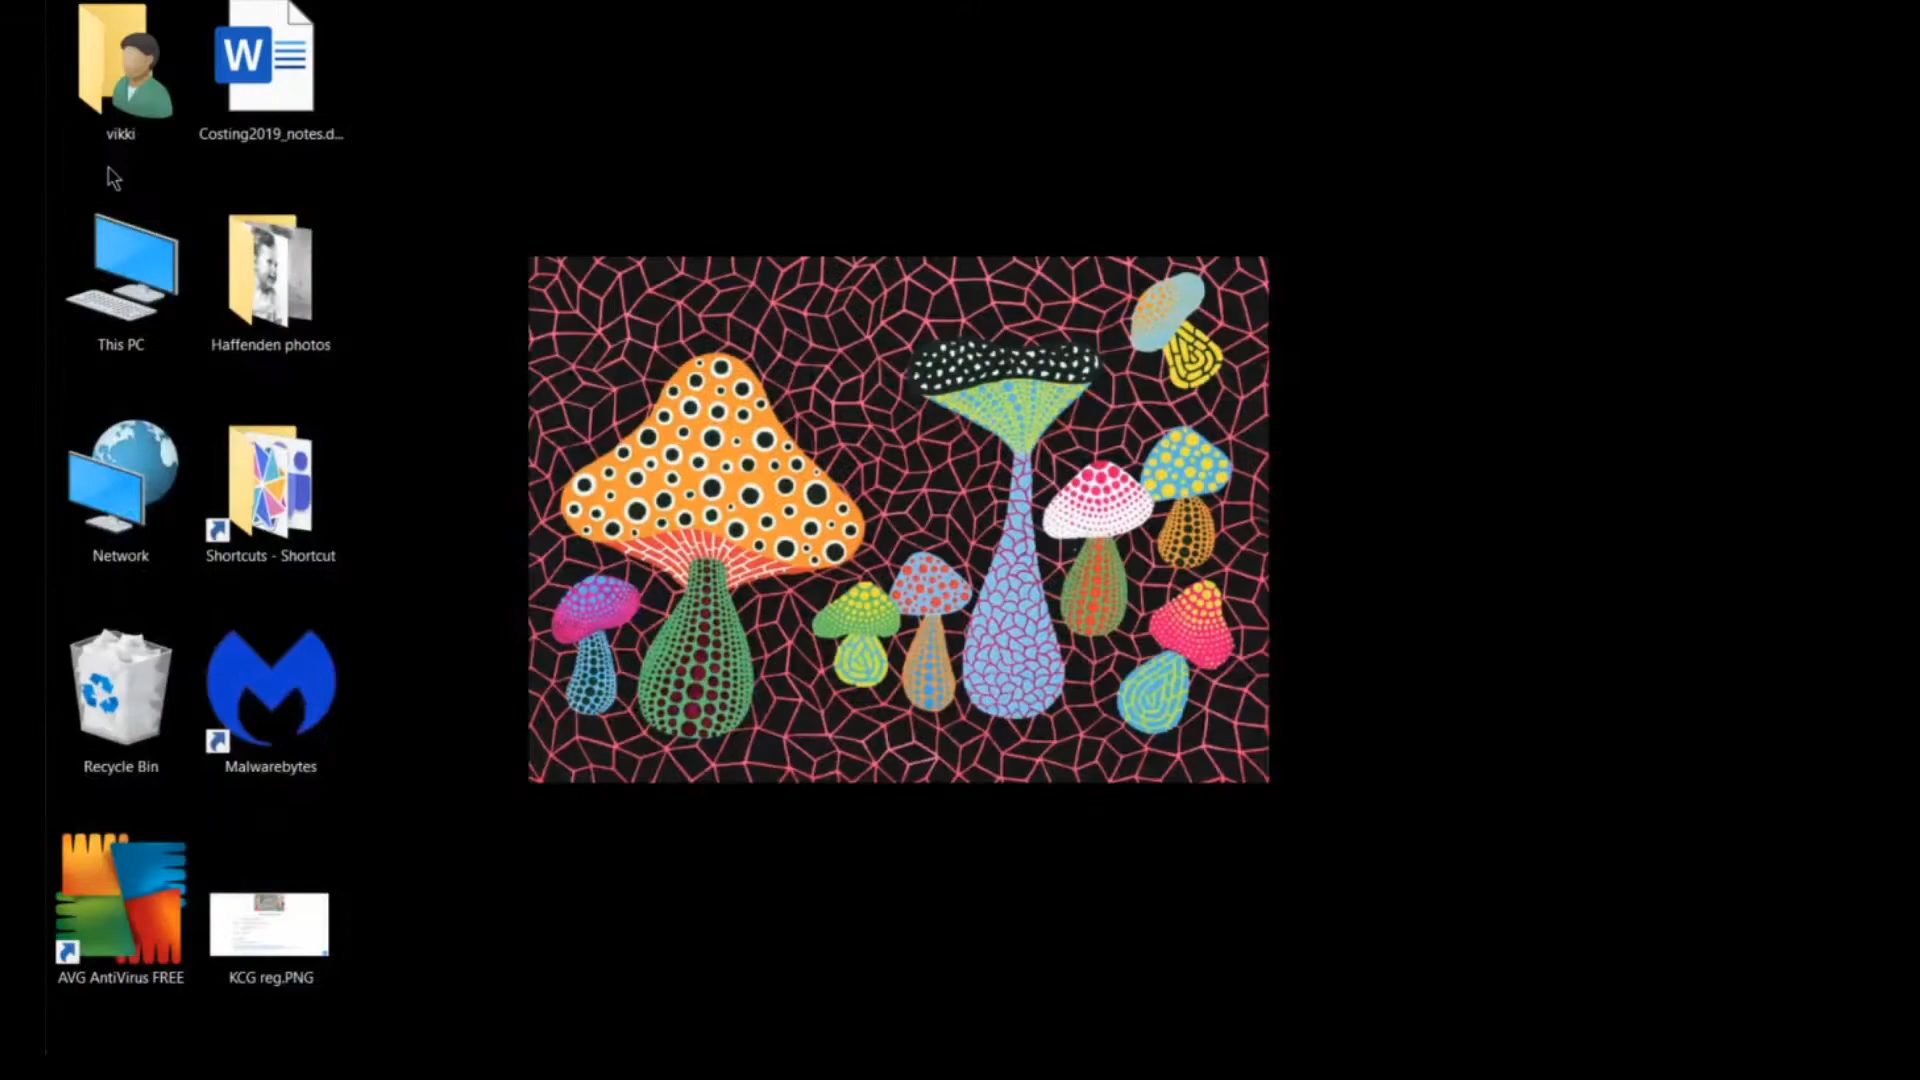 vikki
Costing2019_notes.d...
This PC
Haffenden photos
Network
Shortcuts - Shortcut
Recycle Bin
Malwarebytes
AVG AntiVirus FREE
KCG reg.PNG